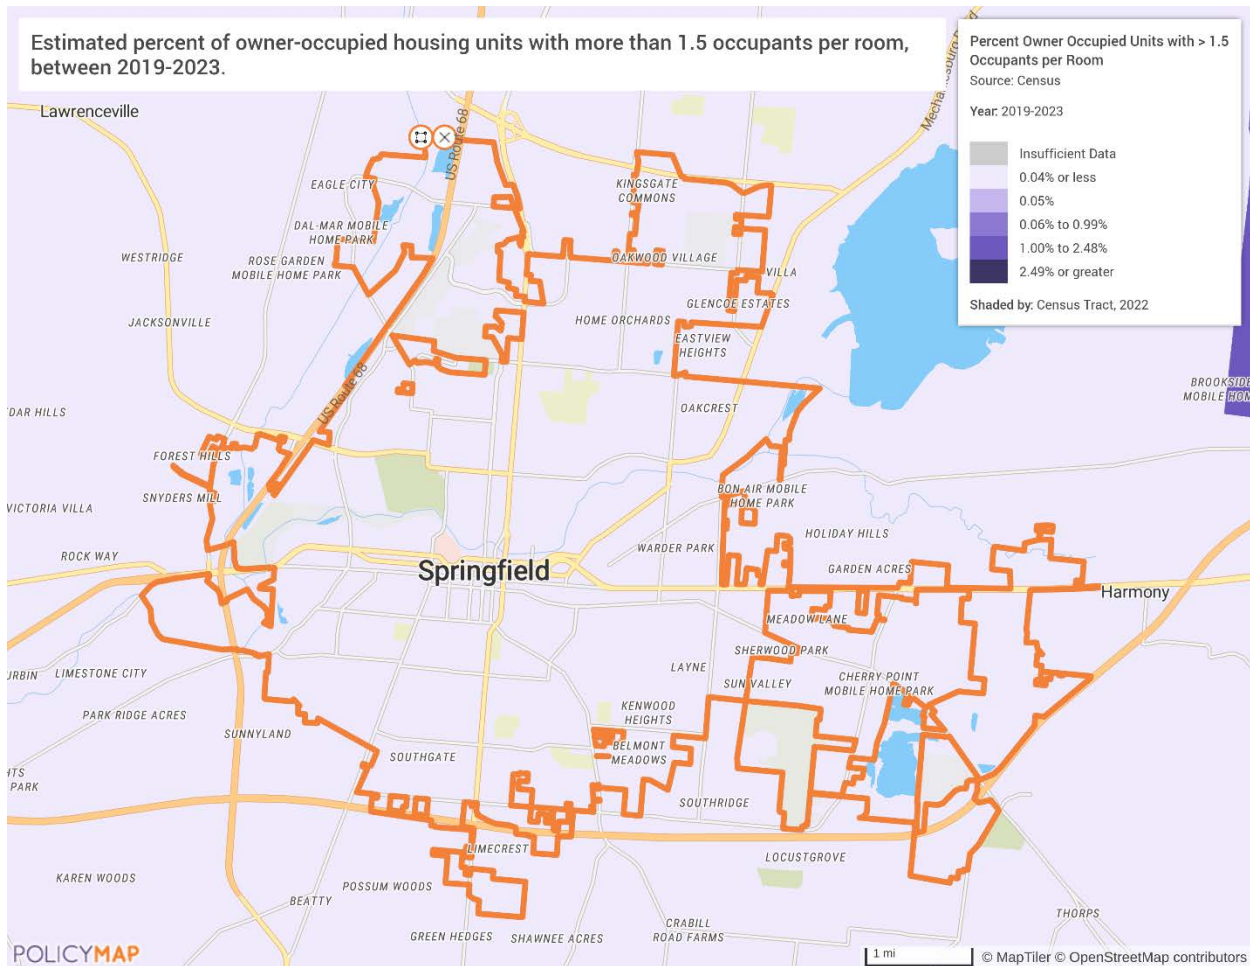 Estimated percent of owner-occupied housing units with more than 1.5 occupants per room,
between 2019-2023.
Percent Owner Occupied Units with > 1.5
Occupants per Room
Source: Census
Year: 2019-2023
Insufficient Data
0.04% or less
0.05%
0.06% to 0.99%
1.00% to 2.48%
2.49% or greater
Shaded by: Census Tract, 2022
Lawrenceville
US Route 68
EAGLE CITY
KINGSGATE
COMMONS
DAL-MAR MOBILE
HOME PARK
WESTRIDGE
ROSE GARDEN
MOBILE HOME PARK
OAKWOOD VILLAGE
VILLA
GLENCOE ESTATES
JACKSONVILLE
HOME ORCHARDS
EASTVIEW
HEIGHTS
US Route 68
BROOKSIDE
MOBILE HOM
DAR HILLS
OAKCREST
FOREST HILLS
SNYDERS MILL
BON AIR MOBILE
HOME PARK
VICTORIA VILLA
HOLIDAY HILLS
ROCK WAY
WARDER PARK
Springfield
GARDEN ACRES
Harmony
MEADOW LANE
SHERWOOD PARK
URBIN
LIMESTONE CITY
LAYNE
SUN VALLEY
CHERRY POINT
MOBILE HOME PARK
PARK RIDGE ACRES
KENWOOD
HEIGHTS
SUNNYLAND
SOUTHGATE
BELMONT
MEADOWS
HTS
PARK
SOUTHRIDGE
LIMECREST
LOCUSTGROVE
KAREN WOODS
POSSUM WOODS
BEATTY
THORPS
CRABILL
ROAD FARMS
GREEN HEDGES
SHAWNEE ACRES
POLICYMAP
1 mi
© MapTiler © OpenStreetMap contributors